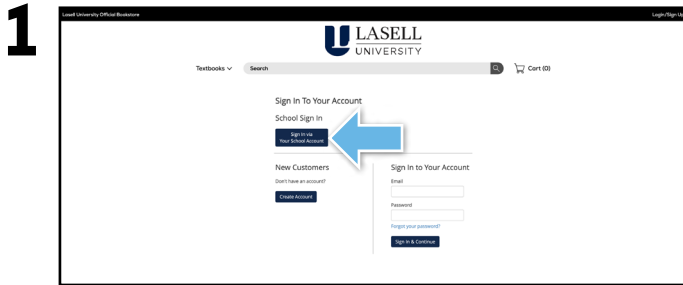 1
Lasell University Official Bookstore
Login/Sign Up
LASELL
UNIVERSITY
Textbooks
Search
Cart (0)
Sign In To Your Account
School Sign In
Sign In via
Your School Account
New Customers
Don't have an account?
Create Account
Sign In to Your Account
Email
Password
Forgot your password?
Sign In & Continue